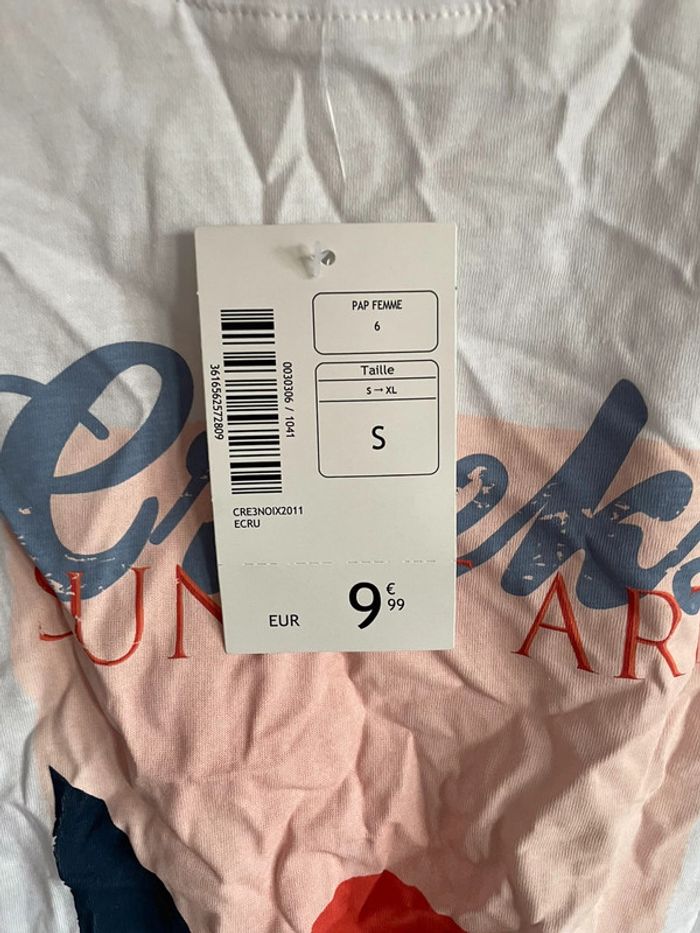 PAP FEMME
6
Taille
S → XL
S
0030306 / 1041
3616562572809
CRE3NOIX2011
ECRU
EUR 9 € 99